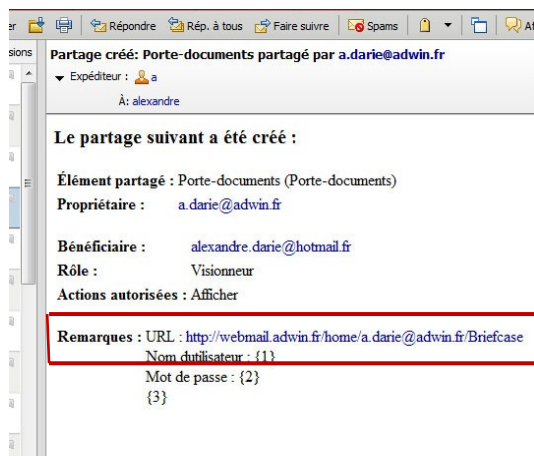 er Répondre Rép. à tous Faire suivre Spams Af
sions
Partage créé: Porte-documents partagé par a.darie@adwin.fr
Expéditeur : a
À: alexandre
Le partage suivant a été créé :
Élément partagé : Porte-documents (Porte-documents)
Propriétaire : a.darie@adwin.fr
Bénéficiaire : alexandre.darie@hotmail.fr
Rôle : Visionneur
Actions autorisées : Afficher
Remarques : URL : http://webmail.adwin.fr/home/a.darie@adwin.fr/Briefcase
Nom dutilisateur : {1}
Mot de passe : {2}
{3}